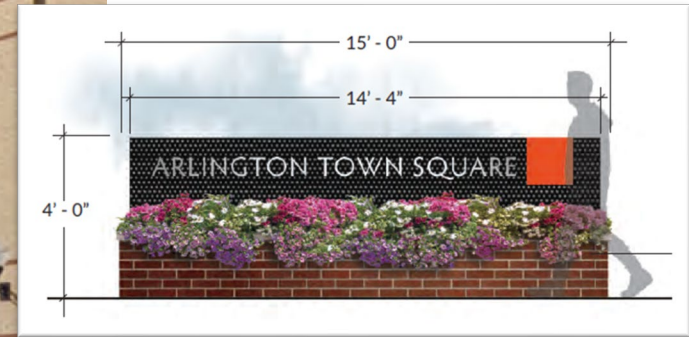 15' - 0"
14' - 4"
ARLINGTON TOWN SQUARE
4' - 0"